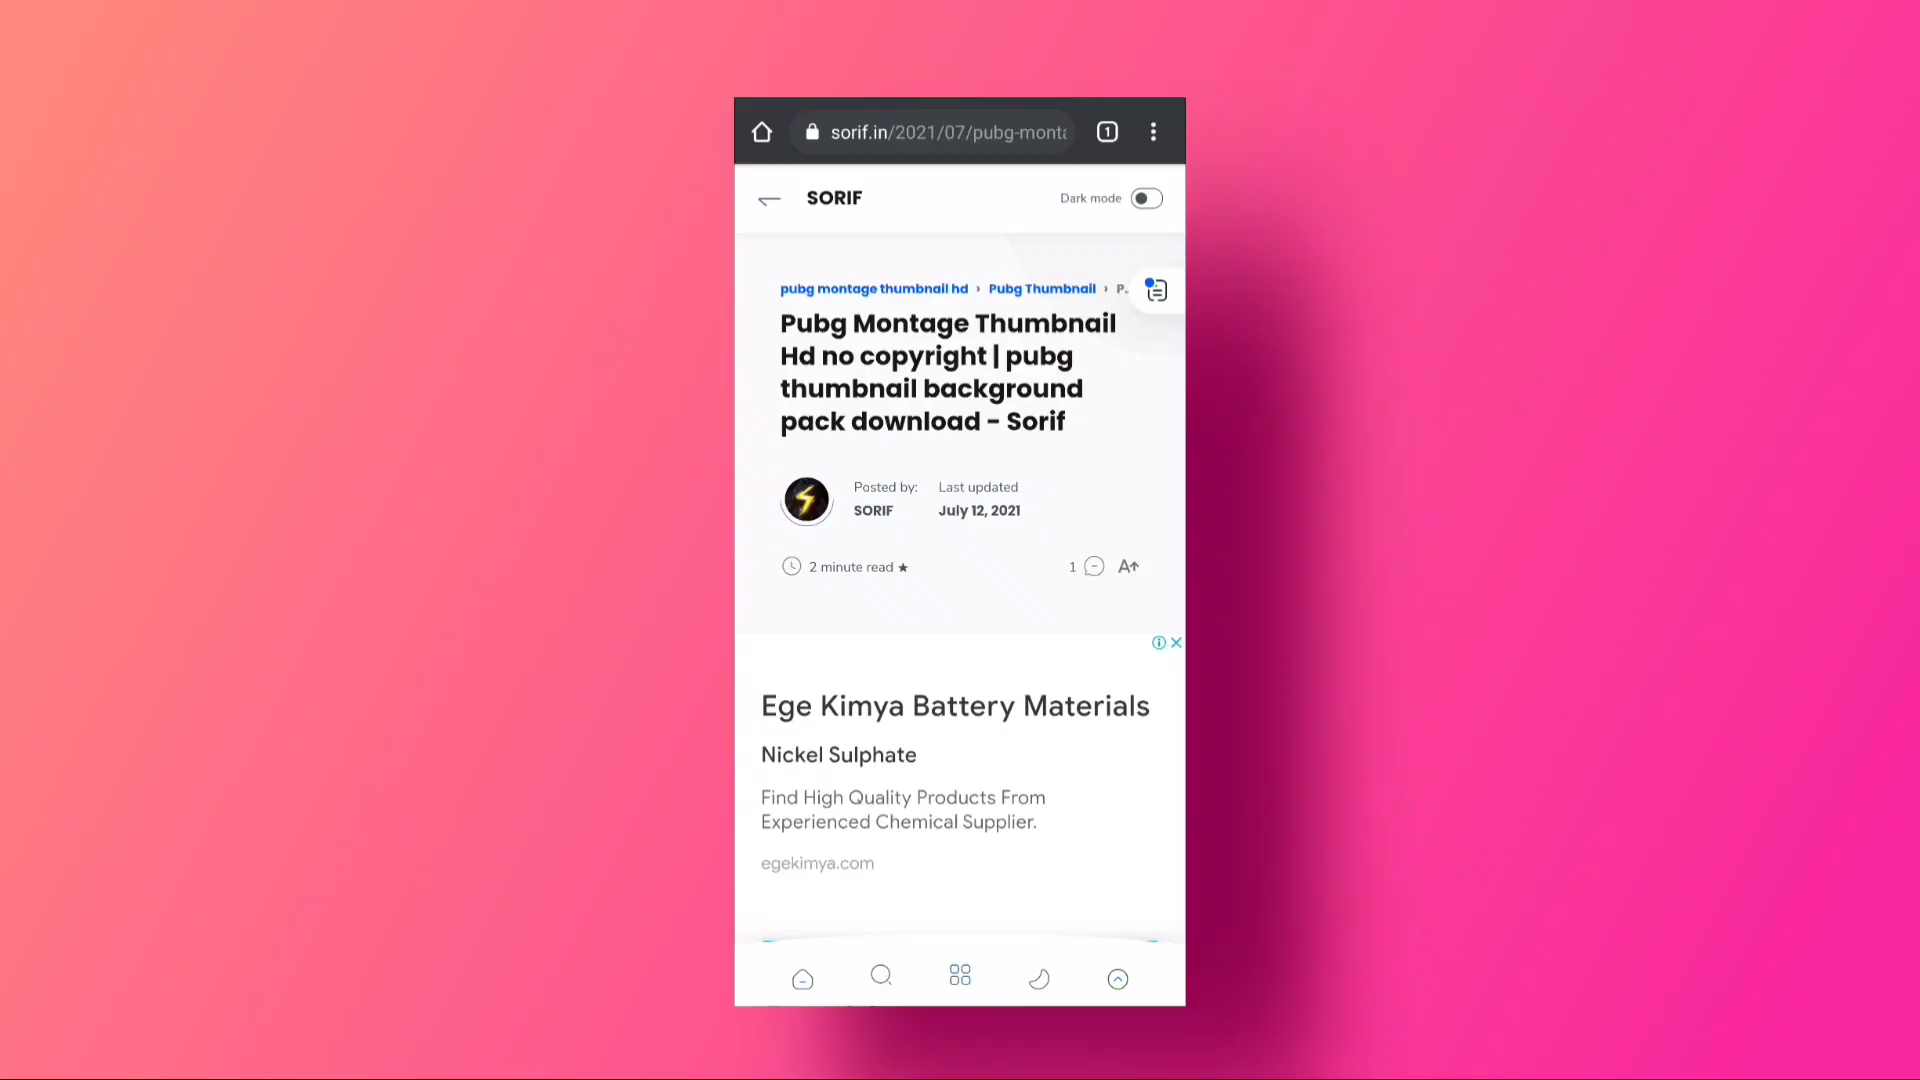 sorif.in/2021/07/pubg-monta
1
SORIF
Dark mode
pubg montage thumbnail hd › Pubg Thumbnail › P..
Pubg Montage Thumbnail
Hd no copyright | pubg
thumbnail background
pack download - Sorif
Posted by: Last updated
SORIF July 12, 2021
2 minute read ★ 1 A↑
Ege Kimya Battery Materials
Nickel Sulphate
Find High Quality Products From
Experienced Chemical Supplier.
egekimya.com